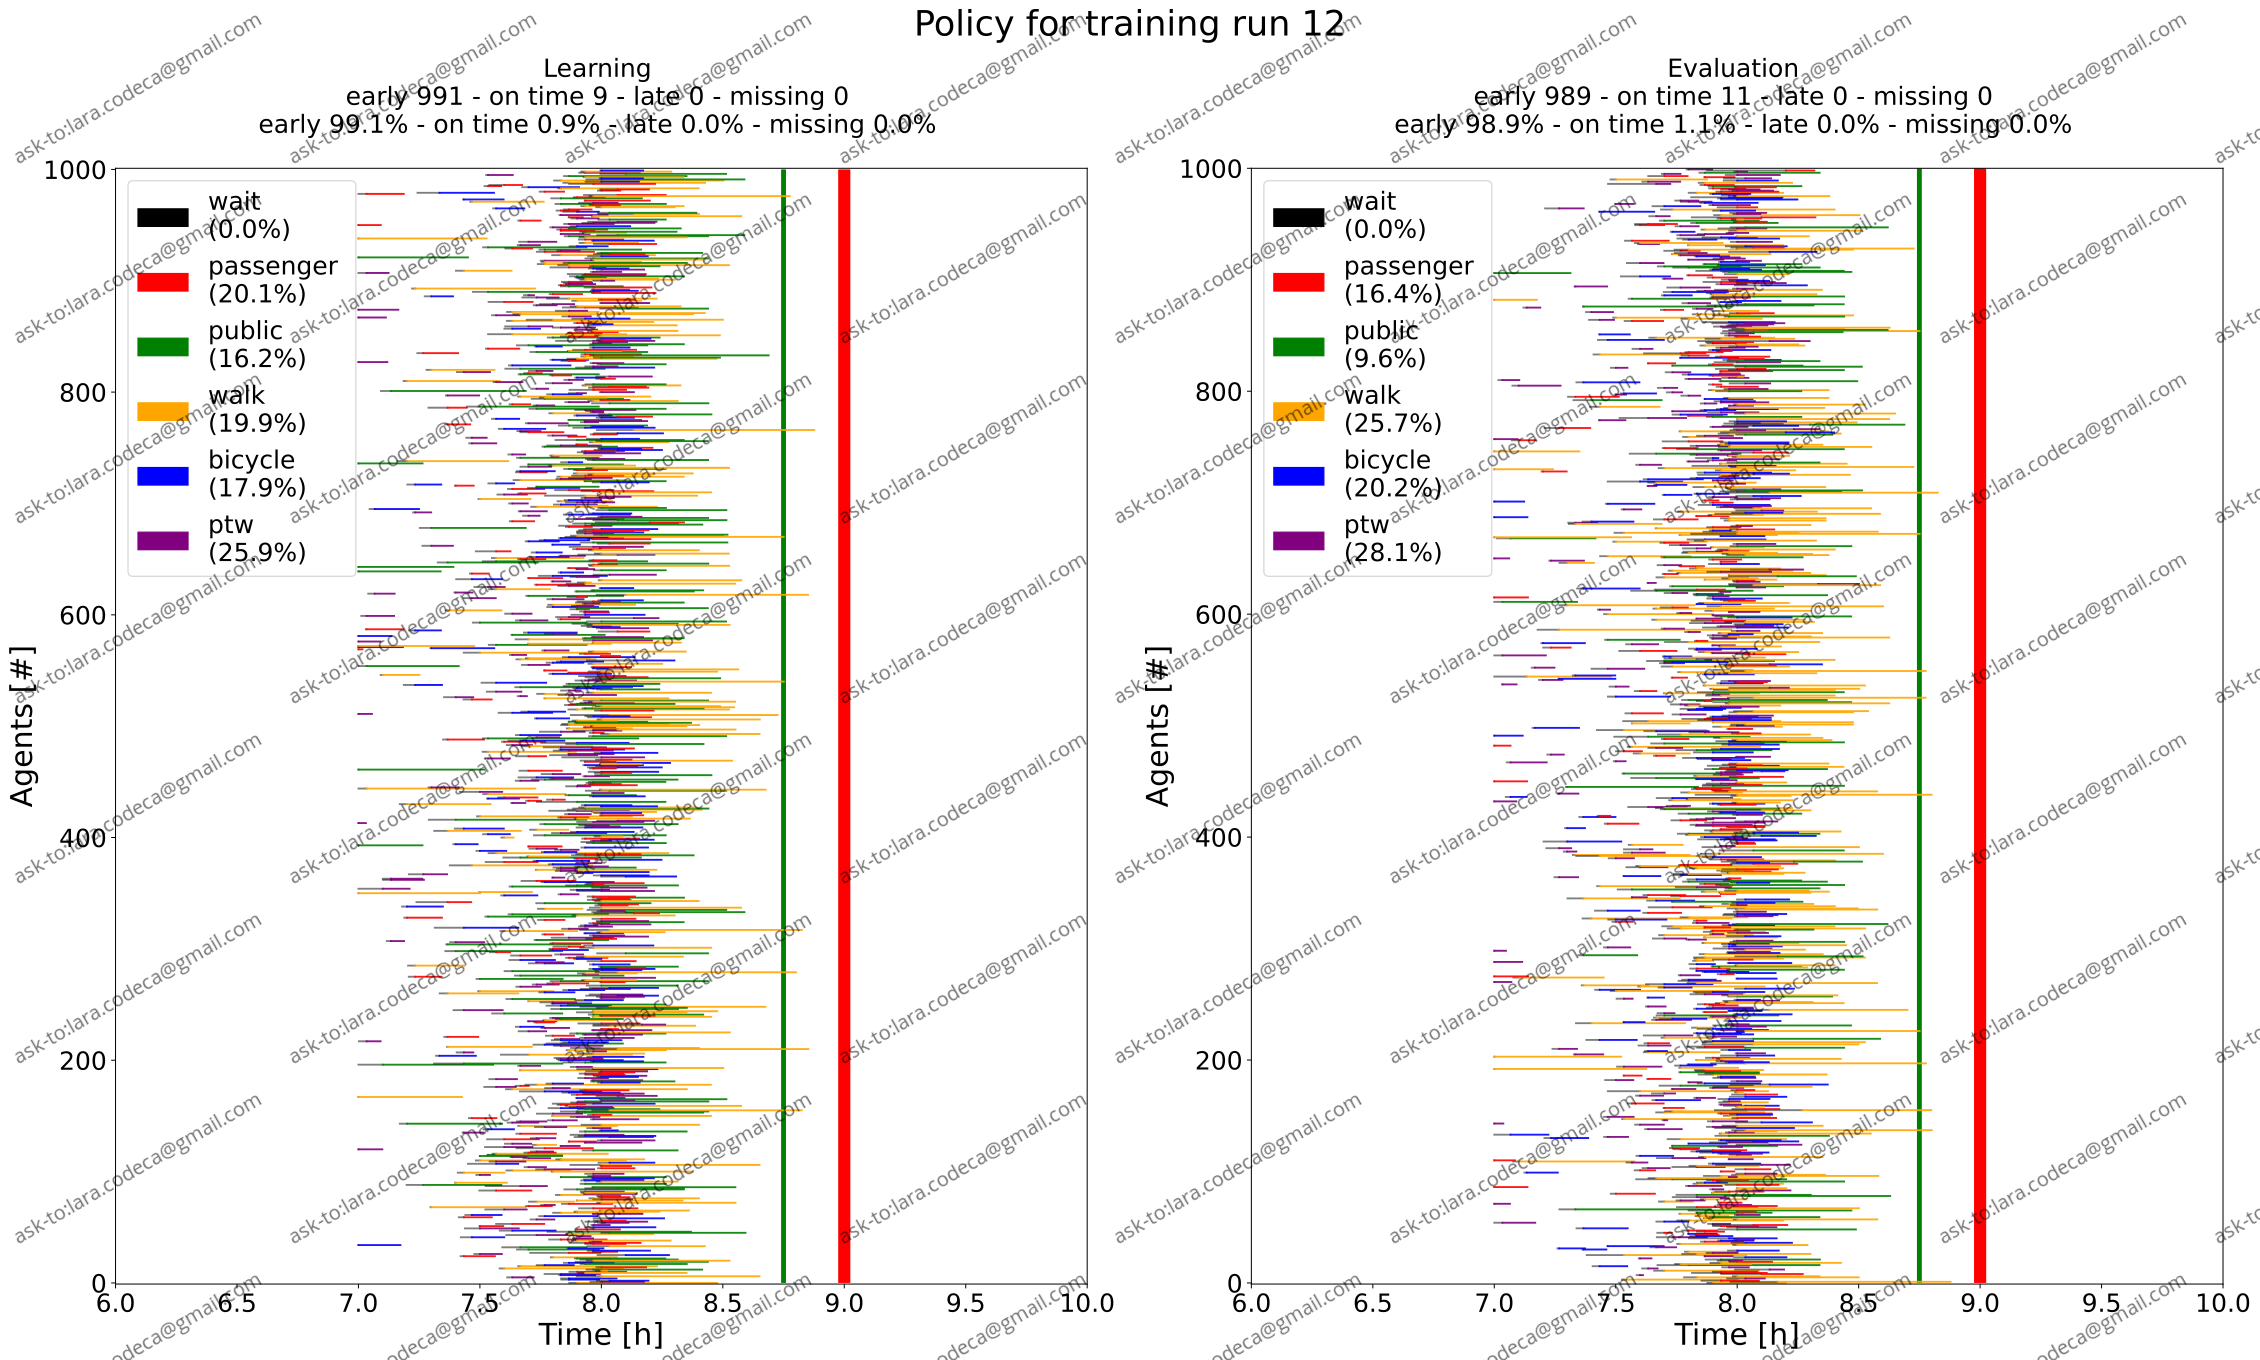 Policy for training run 12
Learning
early 991 - on time 9 - late 0 - missing 0
early 99.1% - on time 0.9% - late 0.0% - missing 0.0%
wait
(0.0%)
passenger
(20.1%)
public
(16.2%)
walk
(19.9%)
bicycle
(17.9%)
ptw
(25.9%)
1000
800
600
400
200
0
Agents [#]
6.0 6.5 7.0 7.5 8.0 8.5 9.0 9.5 10.0
Time [h]
Evaluation
early 989 - on time 11 - late 0 - missing 0
early 98.9% - on time 1.1% - late 0.0% - missing 0.0%
wait
(0.0%)
passenger
(16.4%)
public
(9.6%)
walk
(25.7%)
bicycle
(20.2%)
ptw
(28.1%)
1000
800
600
400
200
0
Agents [#]
6.0 6.5 7.0 7.5 8.0 8.5 9.0 9.5 10.0
Time [h]
ask-to:lara.codeca@gmail.com